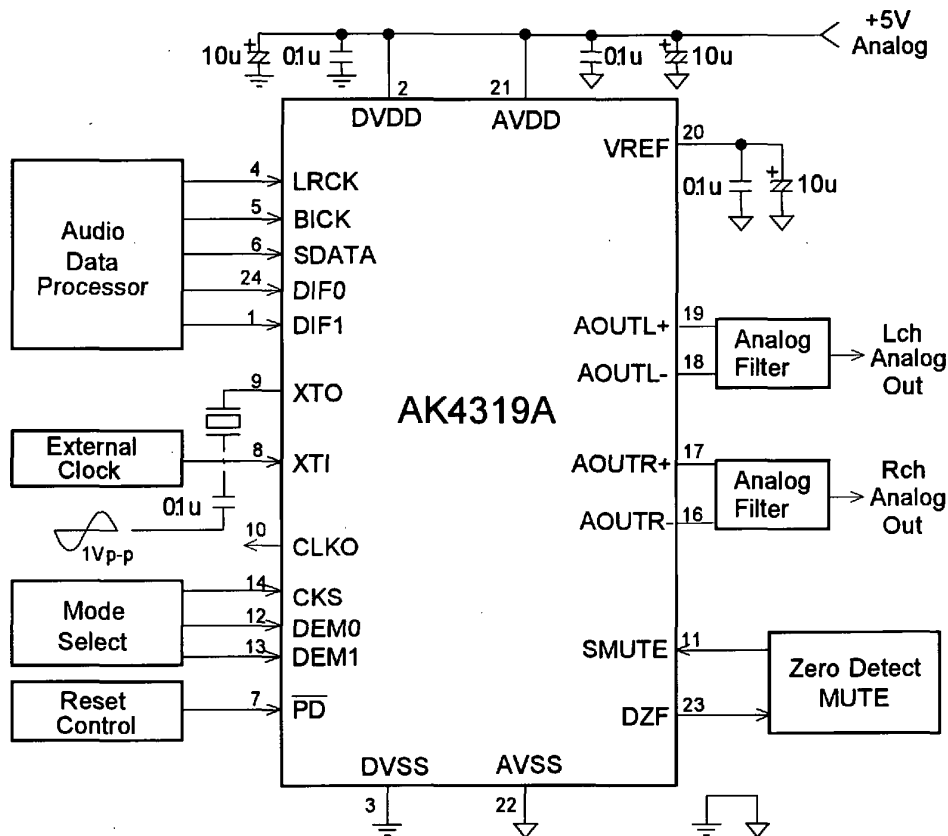 +5V
Analog
10u
+
0.1u
0.1u
+
10u
2
21
DVDD
AVDD
VREF
20
0.1u
+
10u
Audio
Data
Processor
4
LRCK
5
BICK
6
SDATA
24
DIF0
1
DIF1
9
XTO
External
Clock
8
XTI
0.1u
1Vp-p
10
CLKO
AK4319A
AOUTL+
19
AOUTL-
18
Analog
Filter
Lch
Analog
Out
AOUTR+
17
AOUTR-
16
Analog
Filter
Rch
Analog
Out
Mode
Select
14
CKS
12
DEM0
13
DEM1
Reset
Control
7
PD
SMUTE
11
DZF
23
Zero Detect
MUTE
DVSS
AVSS
3
22